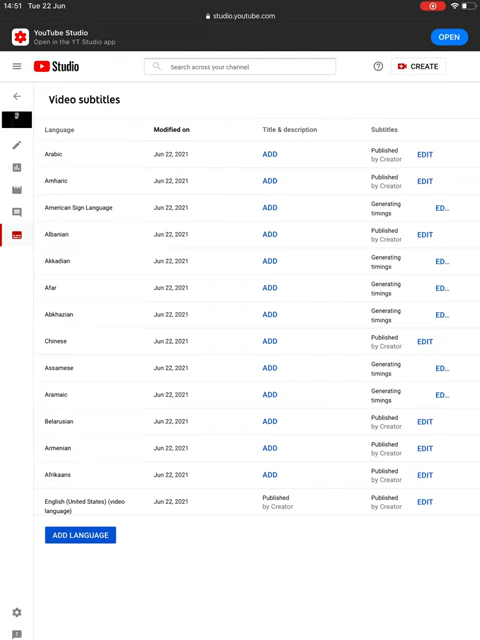 14:51 Tue 22 Jun
studio.youtube.com
YouTube Studio
Open in the YT Studio app
OPEN
Studio
Search across your channel
CREATE
Video subtitles
Language Modified on Title & description Subtitles
Arabic Jun 22, 2021 ADD Published by Creator EDIT
Amharic Jun 22, 2021 ADD Published by Creator EDIT
American Sign Language Jun 22, 2021 ADD Generating timings ED...
Albanian Jun 22, 2021 ADD Published by Creator EDIT
Akkadian Jun 22, 2021 ADD Generating timings ED...
Afar Jun 22, 2021 ADD Generating timings ED...
Abkhazian Jun 22, 2021 ADD Generating timings ED...
Chinese Jun 22, 2021 ADD Published by Creator EDIT
Assamese Jun 22, 2021 ADD Generating timings ED...
Aramaic Jun 22, 2021 ADD Generating timings ED...
Belarusian Jun 22, 2021 ADD Published by Creator EDIT
Armenian Jun 22, 2021 ADD Published by Creator EDIT
Afrikaans Jun 22, 2021 ADD Published by Creator EDIT
English (United States) (video language) Jun 22, 2021 Published by Creator Published by Creator EDIT
ADD LANGUAGE